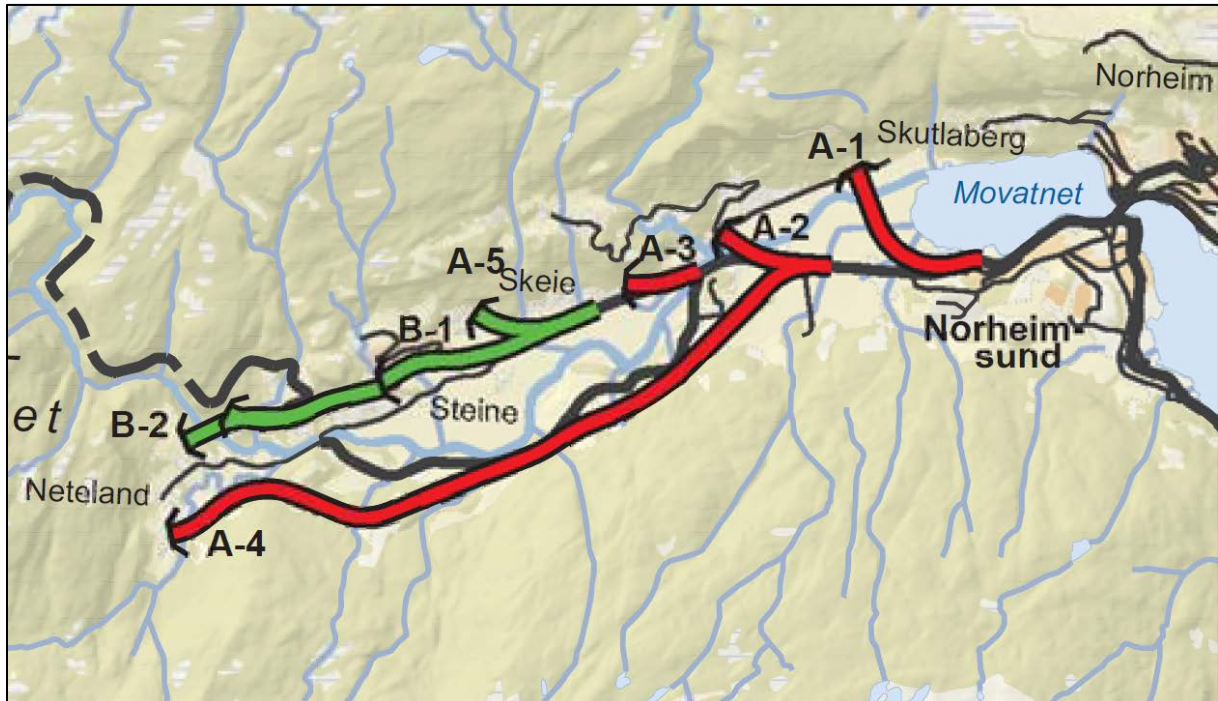 Norheim
A-1
Skutlaberg
Movatnet
A-2
A-3
A-5
Skeie
B-1
Norheim-
sund
Steine
et
B-2
Neteland
A-4